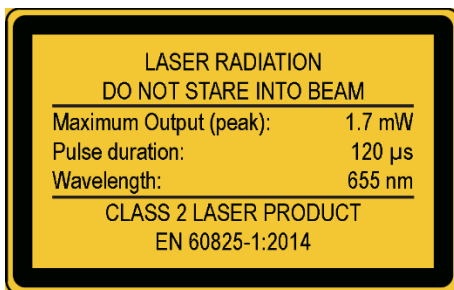 LASER RADIATION
DO NOT STARE INTO BEAM
Maximum Output (peak): 1.7 mW
Pulse duration: 120 µs
Wavelength: 655 nm
CLASS 2 LASER PRODUCT
EN 60825-1:2014